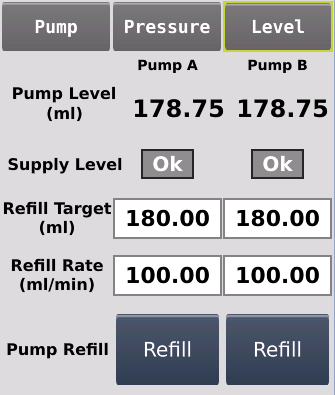 Pump Pressure Level
Pump A Pump B
Pump Level
(ml) 178.75 178.75
Supply Level Ok Ok
Refill Target
(ml) 180.00 180.00
Refill Rate
(ml/min) 100.00 100.00
Pump Refill Refill Refill